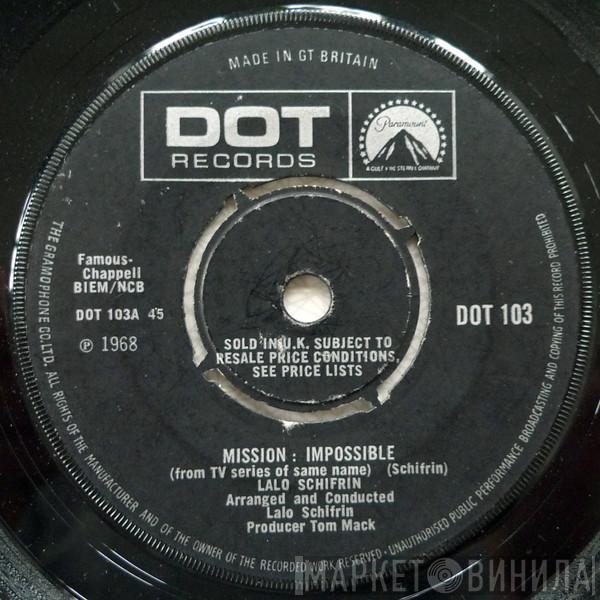 MADE IN GT BRITAIN
DOT
RECORDS
Paramount
A GULF + WESTERN COMPANY
Famous-
Chappell
BIEM/NCB
DOT 103A 45
℗ 1968
DOT 103
SOLD IN U.K. SUBJECT TO
RESALE PRICE CONDITIONS,
SEE PRICE LISTS
MISSION : IMPOSSIBLE
(from TV series of same name) (Schifrin)
LALO SCHIFRIN
Arranged and Conducted
Lalo Schifrin
Producer Tom Mack
THE GRAMOPHONE CO. LTD. ALL RIGHTS OF THE MANUFACTURER AND OF THE OWNER OF THE RECORDED WORK RESERVED · UNAUTHORISED PUBLIC PERFORMANCE BROADCASTING AND COPYING OF THIS RECORD PROHIBITED
МАРКЕТ ВИНИЛА